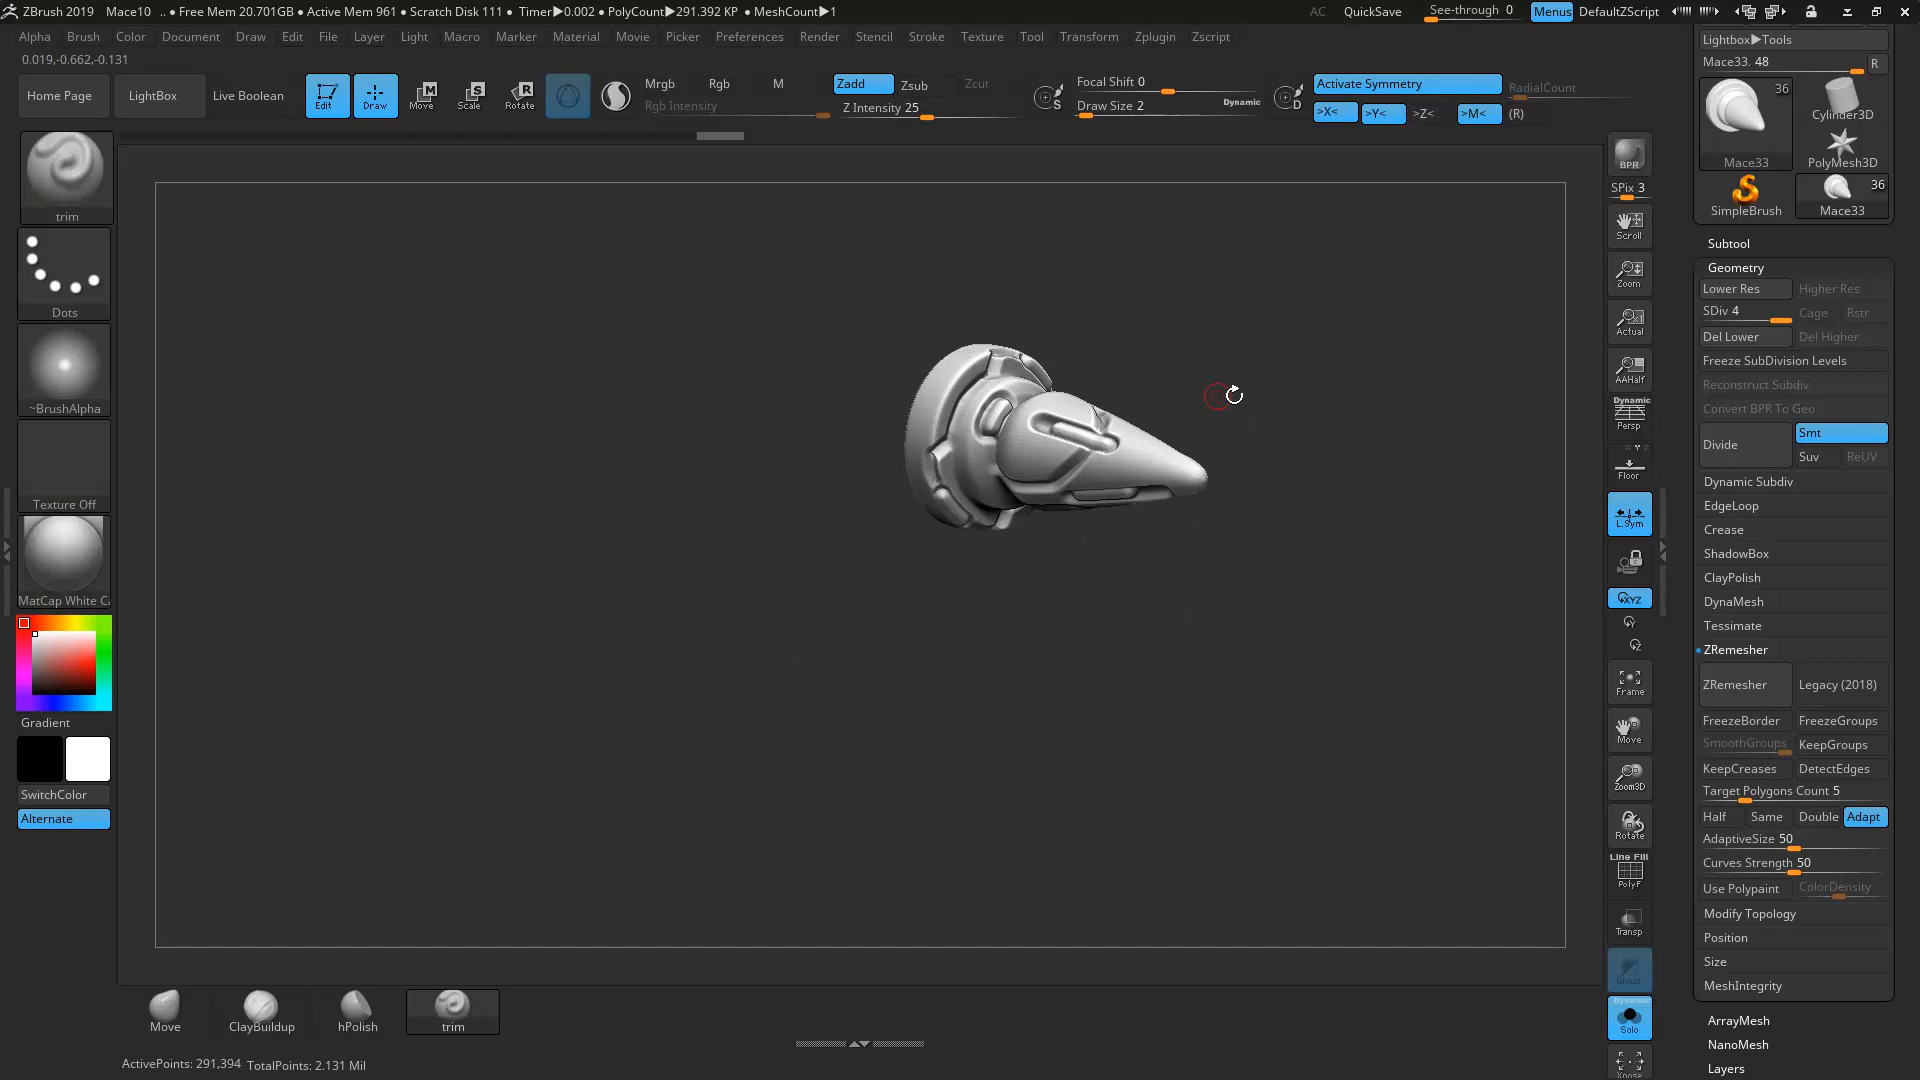 ZBrush 2019 Mace10 .. ● Free Mem 20.701GB ● Active Mem 961 ● Scratch Disk 111 ● Timer▶0.002 ● PolyCount▶291.392 KP ● MeshCount▶1 AC QuickSave See-through 0 Menus DefaultZScript
Alpha Brush Color Document Draw Edit File Layer Light Macro Marker Material Movie Picker Preferences Render Stencil Stroke Texture Tool Transform Zplugin Zscript
0.019,-0.662,-0.131
Home Page LightBox Live Boolean Edit Draw Move Scale Rotate
Mrgb Rgb M Zadd Zsub Zcut
Rgb Intensity Z Intensity 25
Focal Shift 0
Draw Size 2 Dynamic
S
D
Activate Symmetry RadialCount
>X< >Y< >Z< >M< (R)
trim
Dots
~BrushAlpha
Texture Off
MatCap White Ca
Gradient
SwitchColor
Alternate
BPR
SPix 3
Scroll
Zoom
Actual
AAHalf
Dynamic
Persp
Floor
L.Sym
XYZ
Y
Z
Frame
Move
Zoom3D
Rotate
Line Fill
PolyF
Transp
Ghost
Dynamic
Solo
Xpose
Lightbox▶Tools
Mace33. 48 R
36
Mace33 Cylinder3D
PolyMesh3D
SimpleBrush 36 Mace33
Subtool
Geometry
Lower Res Higher Res
SDiv 4 Cage Rstr
Del Lower Del Higher
Freeze SubDivision Levels
Reconstruct Subdiv
Convert BPR To Geo
Divide Smt
Suv ReUV
Dynamic Subdiv
EdgeLoop
Crease
ShadowBox
ClayPolish
DynaMesh
Tessimate
ZRemesher
ZRemesher Legacy (2018)
FreezeBorder FreezeGroups
SmoothGroups KeepGroups
KeepCreases DetectEdges
Target Polygons Count 5
Half Same Double Adapt
AdaptiveSize 50
Curves Strength 50
Use Polypaint ColorDensity
Modify Topology
Position
Size
MeshIntegrity
ArrayMesh
NanoMesh
Layers
Move ClayBuildup hPolish trim
ActivePoints: 291,394 TotalPoints: 2.131 Mil